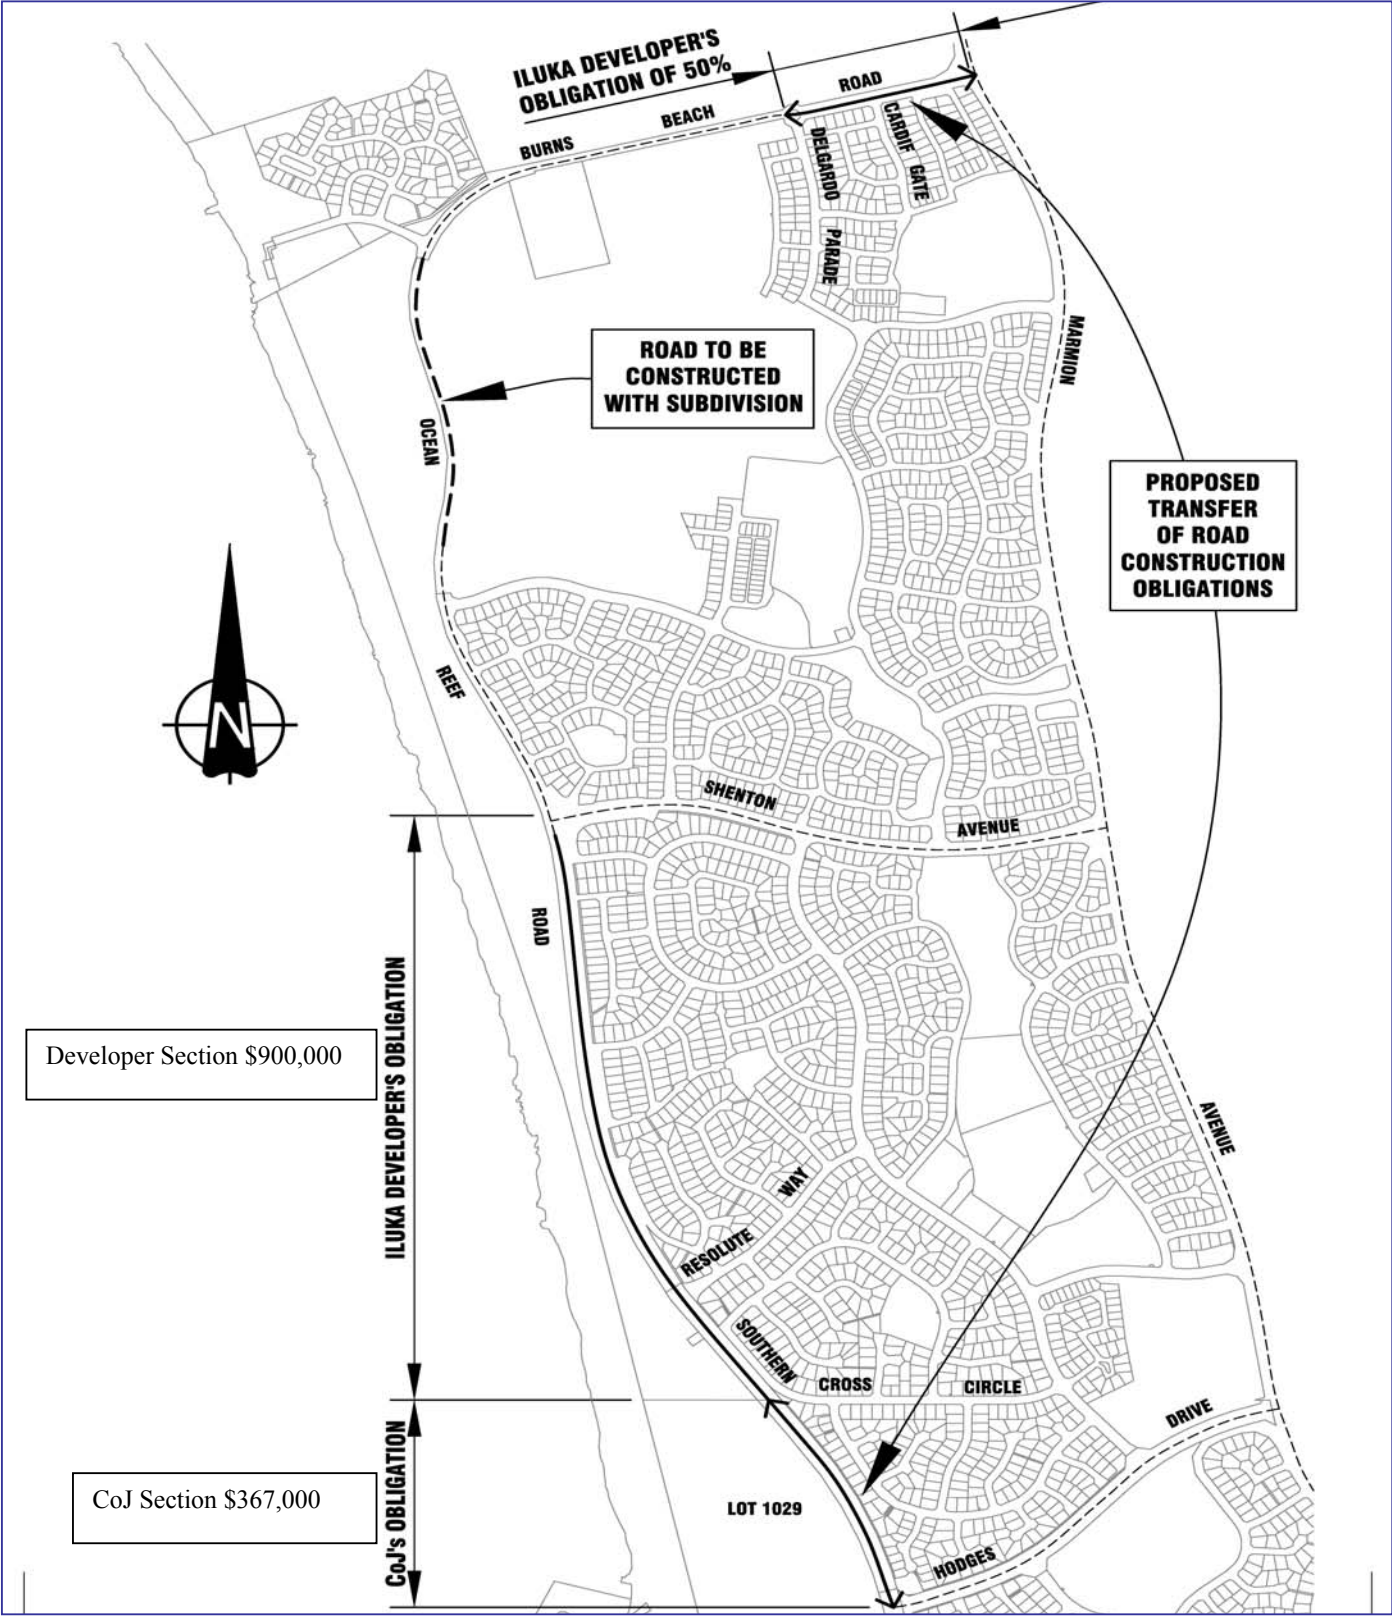 ILUKA DEVELOPER'S
OBLIGATION OF 50%
BURNS
BEACH
ROAD
DELGARDO
PARADE
CARDIF GATE
MARMION
ROAD TO BE
CONSTRUCTED
WITH SUBDIVISION
OCEAN
PROPOSED
TRANSFER
OF ROAD
CONSTRUCTION
OBLIGATIONS
N
REEF
SHENTON
AVENUE
ROAD
ILUKA DEVELOPER'S OBLIGATION
Developer Section $900,000
AVENUE
RESOLUTE
WAY
SOUTHERN
CROSS
CIRCLE
DRIVE
CoJ's OBLIGATION
CoJ Section $367,000
LOT 1029
HODGES